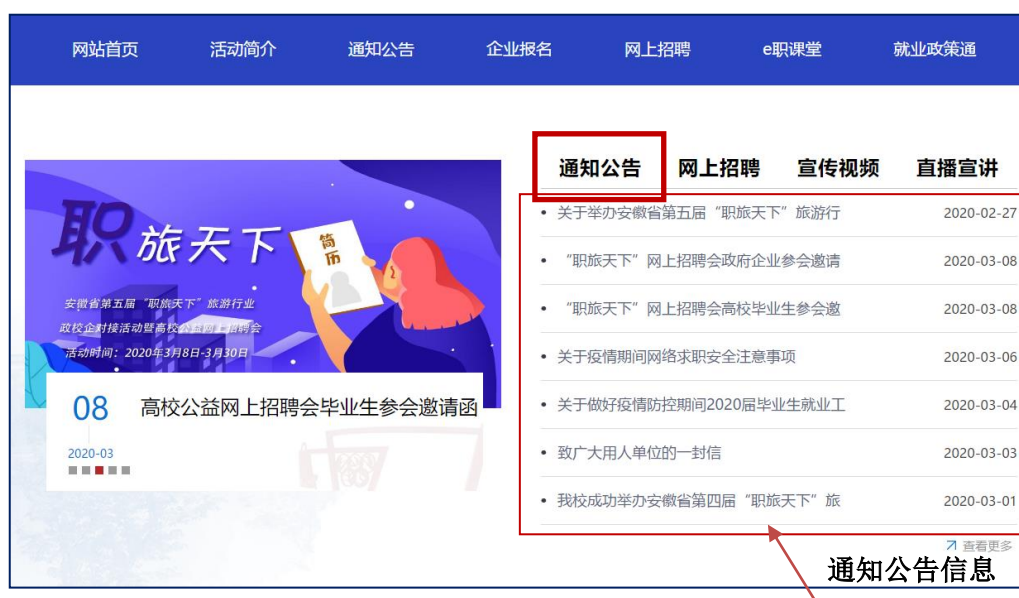 网站首页 活动简介 通知公告 企业报名 网上招聘 e职课堂 就业政策通
职旅天下
简历
安徽省第五届“职旅天下”旅游行业
政校企对接活动暨高校公益网上招聘会
活动时间：2020年3月8日-3月30日
08 高校公益网上招聘会毕业生参会邀请函
2020-03
通知公告 网上招聘 宣传视频 直播宣讲
• 关于举办安徽省第五届“职旅天下”旅游行 2020-02-27
• “职旅天下”网上招聘会政府企业参会邀请 2020-03-08
• “职旅天下”网上招聘会高校毕业生参会邀 2020-03-08
• 关于疫情期间网络求职安全注意事项 2020-03-06
• 关于做好疫情防控期间2020届毕业生就业工 2020-03-04
• 致广大用人单位的一封信 2020-03-03
• 我校成功举办安徽省第四届“职旅天下”旅 2020-03-01
查看更多
通知公告信息